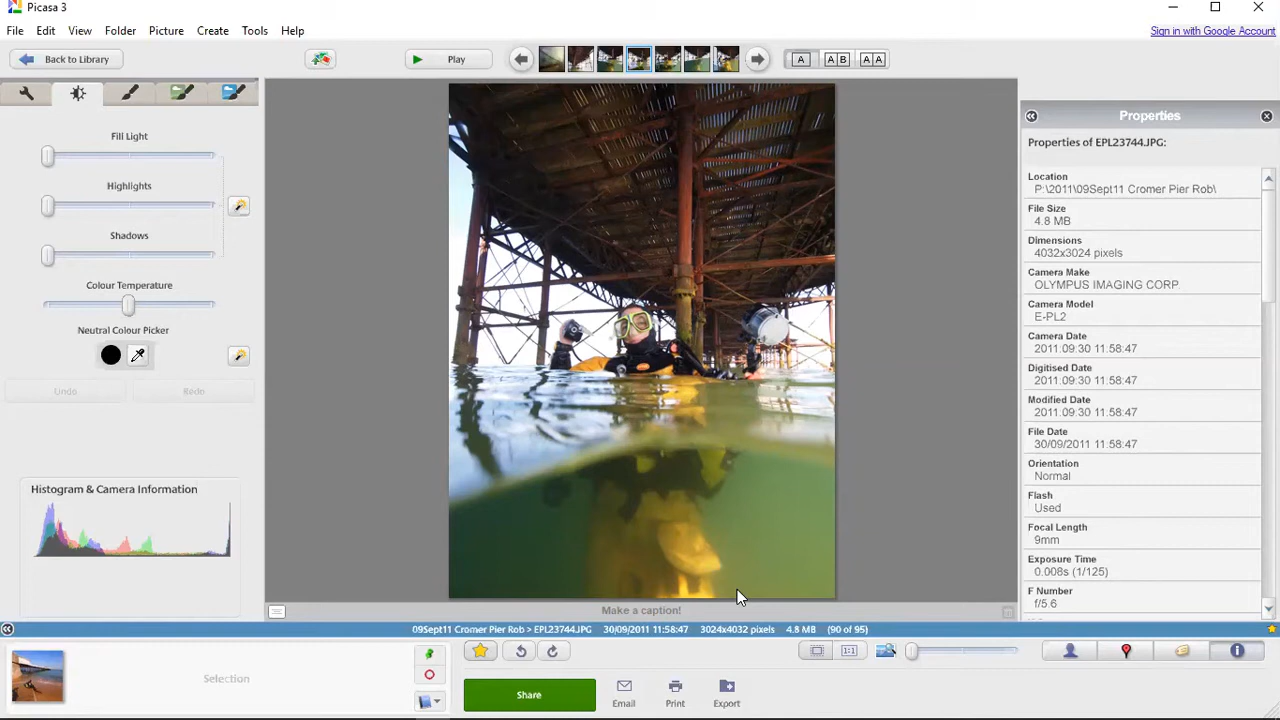 Picasa 3
File Edit View Folder Picture Create Tools Help
Sign in with Google Account
Back to Library
Play
A
A B
A A
Fill Light
Highlights
Shadows
Colour Temperature
Neutral Colour Picker
Undo
Redo
Histogram & Camera Information
Make a caption!
Properties
Properties of EPL23744.JPG:
Location
P:\2011\09Sept11 Cromer Pier Rob\
File Size
4.8 MB
Dimensions
4032x3024 pixels
Camera Make
OLYMPUS IMAGING CORP.
Camera Model
E-PL2
Camera Date
2011:09:30 11:58:47
Digitised Date
2011:09:30 11:58:47
Modified Date
2011:09:30 11:58:47
File Date
30/09/2011 11:58:47
Orientation
Normal
Flash
Used
Focal Length
9mm
Exposure Time
0.008s (1/125)
F Number
f/5.6
09Sept11 Cromer Pier Rob > EPL23744.JPG 30/09/2011 11:58:47 3024x4032 pixels 4.8 MB (90 of 95)
Selection
1:1
Share
Email
Print
Export